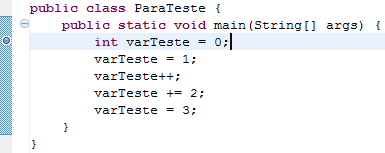 public class ParaTeste {
    public static void main(String[] args) {
        int varTeste = 0;
        varTeste = 1;
        varTeste++;
        varTeste += 2;
        varTeste = 3;
    }
}